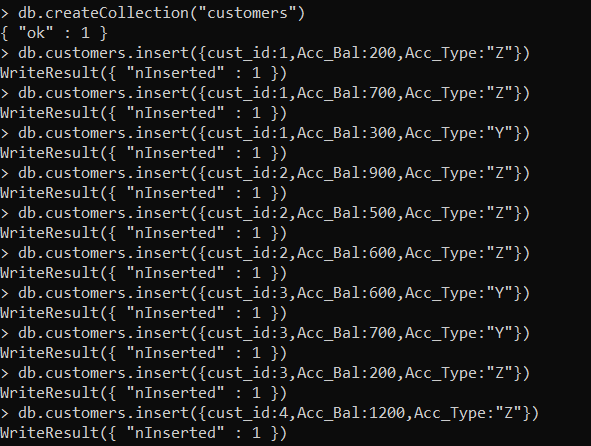 > db.createCollection("customers")
{ "ok" : 1 }
> db.customers.insert({cust_id:1,Acc_Bal:200,Acc_Type:"Z"})
WriteResult({ "nInserted" : 1 })
> db.customers.insert({cust_id:1,Acc_Bal:700,Acc_Type:"Z"})
WriteResult({ "nInserted" : 1 })
> db.customers.insert({cust_id:1,Acc_Bal:300,Acc_Type:"Y"})
WriteResult({ "nInserted" : 1 })
> db.customers.insert({cust_id:2,Acc_Bal:900,Acc_Type:"Z"})
WriteResult({ "nInserted" : 1 })
> db.customers.insert({cust_id:2,Acc_Bal:500,Acc_Type:"Z"})
WriteResult({ "nInserted" : 1 })
> db.customers.insert({cust_id:2,Acc_Bal:600,Acc_Type:"Z"})
WriteResult({ "nInserted" : 1 })
> db.customers.insert({cust_id:3,Acc_Bal:600,Acc_Type:"Y"})
WriteResult({ "nInserted" : 1 })
> db.customers.insert({cust_id:3,Acc_Bal:700,Acc_Type:"Y"})
WriteResult({ "nInserted" : 1 })
> db.customers.insert({cust_id:3,Acc_Bal:200,Acc_Type:"Z"})
WriteResult({ "nInserted" : 1 })
> db.customers.insert({cust_id:4,Acc_Bal:1200,Acc_Type:"Z"})
WriteResult({ "nInserted" : 1 })